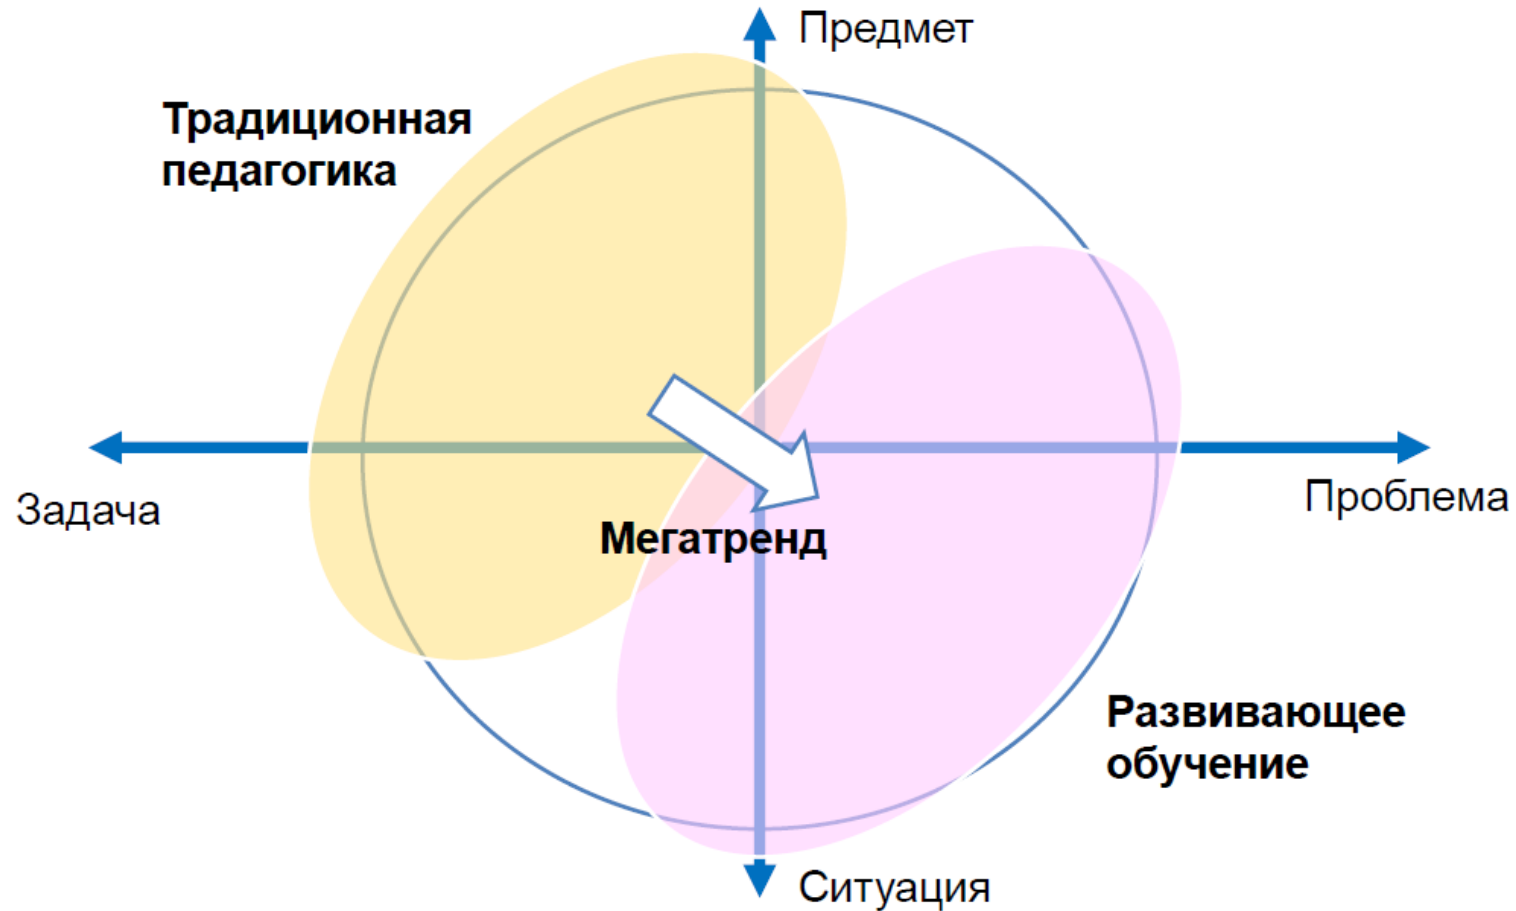 Предмет
Традиционная
педагогика
Задача
Проблема
Мегатренд
Развивающее
обучение
Ситуация